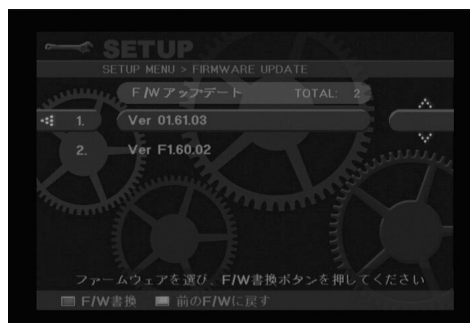 SETUP
SETUP MENU > FIRMWARE UPDATE
F/Wアップデート TOTAL: 2
1. Ver 01.61.03
2. Ver F1.60.02
ファームウェアを選び、F/W書換ボタンを押してください
F/W書換 前のF/Wに戻す